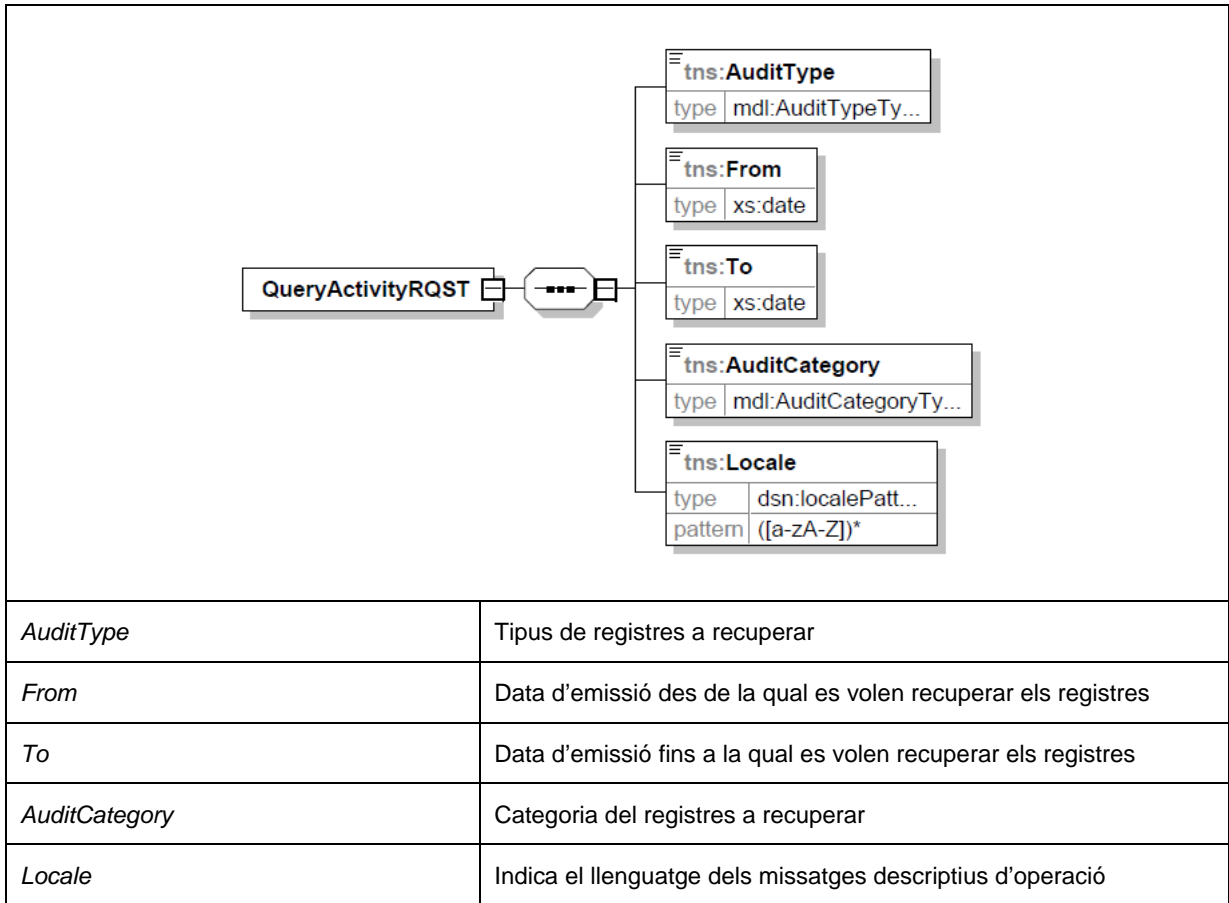 tns:AuditType
type mdl:AuditTypeTy...
tns:From
type xs:date
tns:To
type xs:date
QueryActivityRQST
tns:AuditCategory
type mdl:AuditCategoryTy...
tns:Locale
type dsn:localePatt...
pattern ([a-zA-Z])*
AuditType Tipus de registres a recuperar
From Data d’emissió des de la qual es volen recuperar els registres
To Data d’emissió fins a la qual es volen recuperar els registres
AuditCategory Categoria del registres a recuperar
Locale Indica el llenguatge dels missatges descriptius d’operació